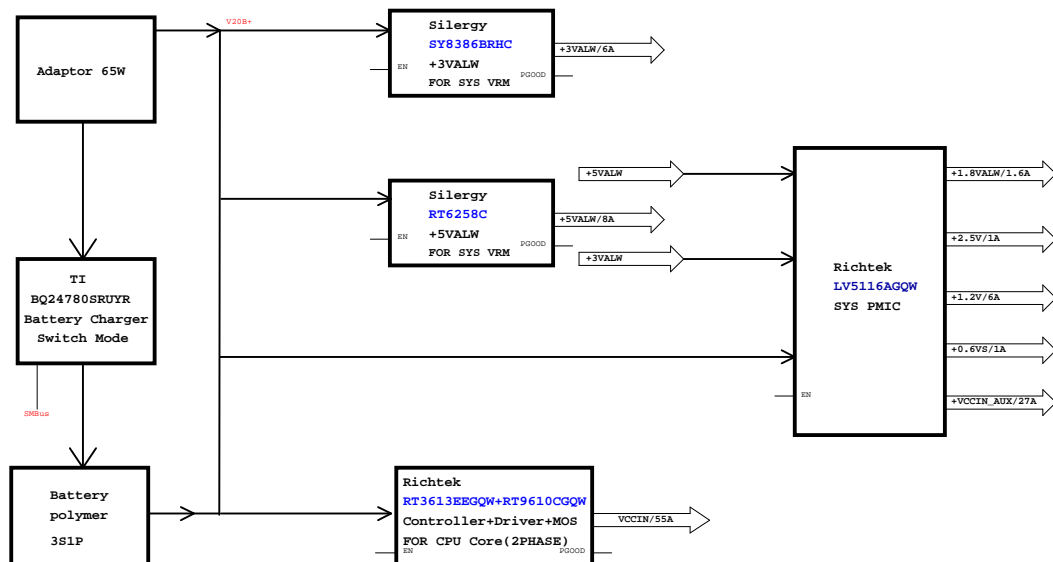 Adaptor 65W
V20B+
Silergy
SY8386BRHC
+3VALW
FOR SYS VRM
EN
PGOOD
+3VALW/6A
Silergy
RT6258C
+5VALW
FOR SYS VRM
EN
PGOOD
+5VALW/8A
+5VALW
+3VALW
Richtek
LV5116AGQW
SYS PMIC
EN
+1.8VALW/1.6A
+2.5V/1A
+1.2V/6A
+0.6VS/1A
+VCCIN_AUX/27A
TI
BQ24780SRUYR
Battery Charger
Switch Mode
SMBus
Battery
polymer
3S1P
Richtek
RT3613EEGQW+RT9610CGQW
Controller+Driver+MOS
FOR CPU Core(2PHASE)
EN
PGOOD
VCCIN/55A